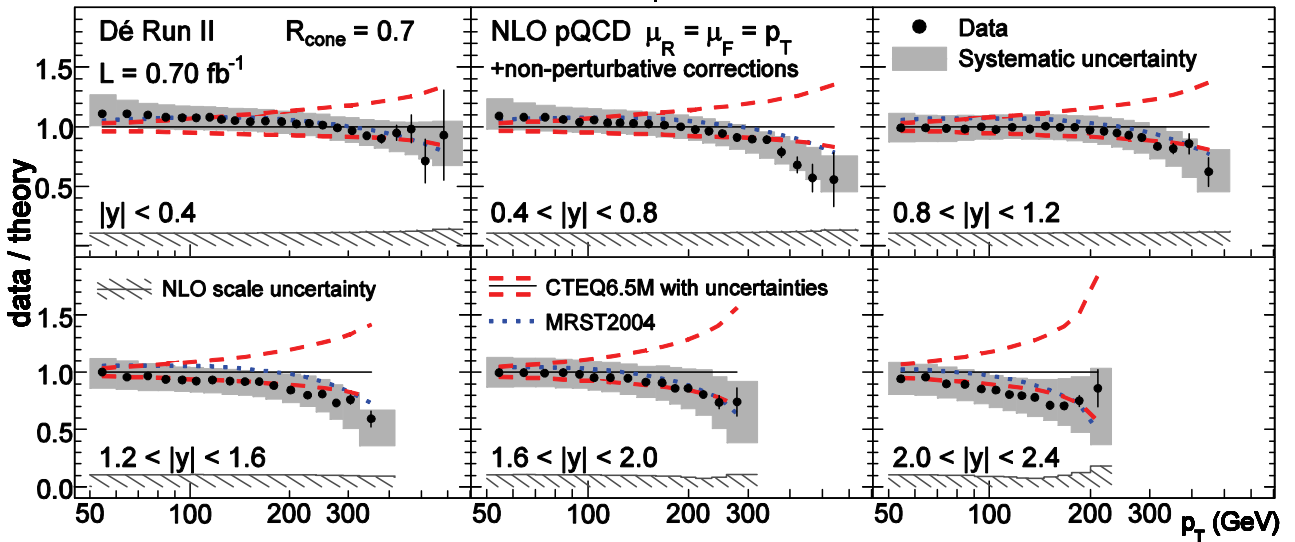 Dé Run II R_cone = 0.7
L = 0.70 fb⁻¹
NLO pQCD μ_R = μ_F = p_T
+non-perturbative corrections
Data
Systematic uncertainty
1.5
1.0
0.5
|y| < 0.4
0.4 < |y| < 0.8
0.8 < |y| < 1.2
data / theory
NLO scale uncertainty
CTEQ6.5M with uncertainties
MRST2004
1.5
1.0
0.5
0.0
1.2 < |y| < 1.6
1.6 < |y| < 2.0
2.0 < |y| < 2.4
50 100 200 300
50 100 200 300
50 100 200 300
p_T (GeV)